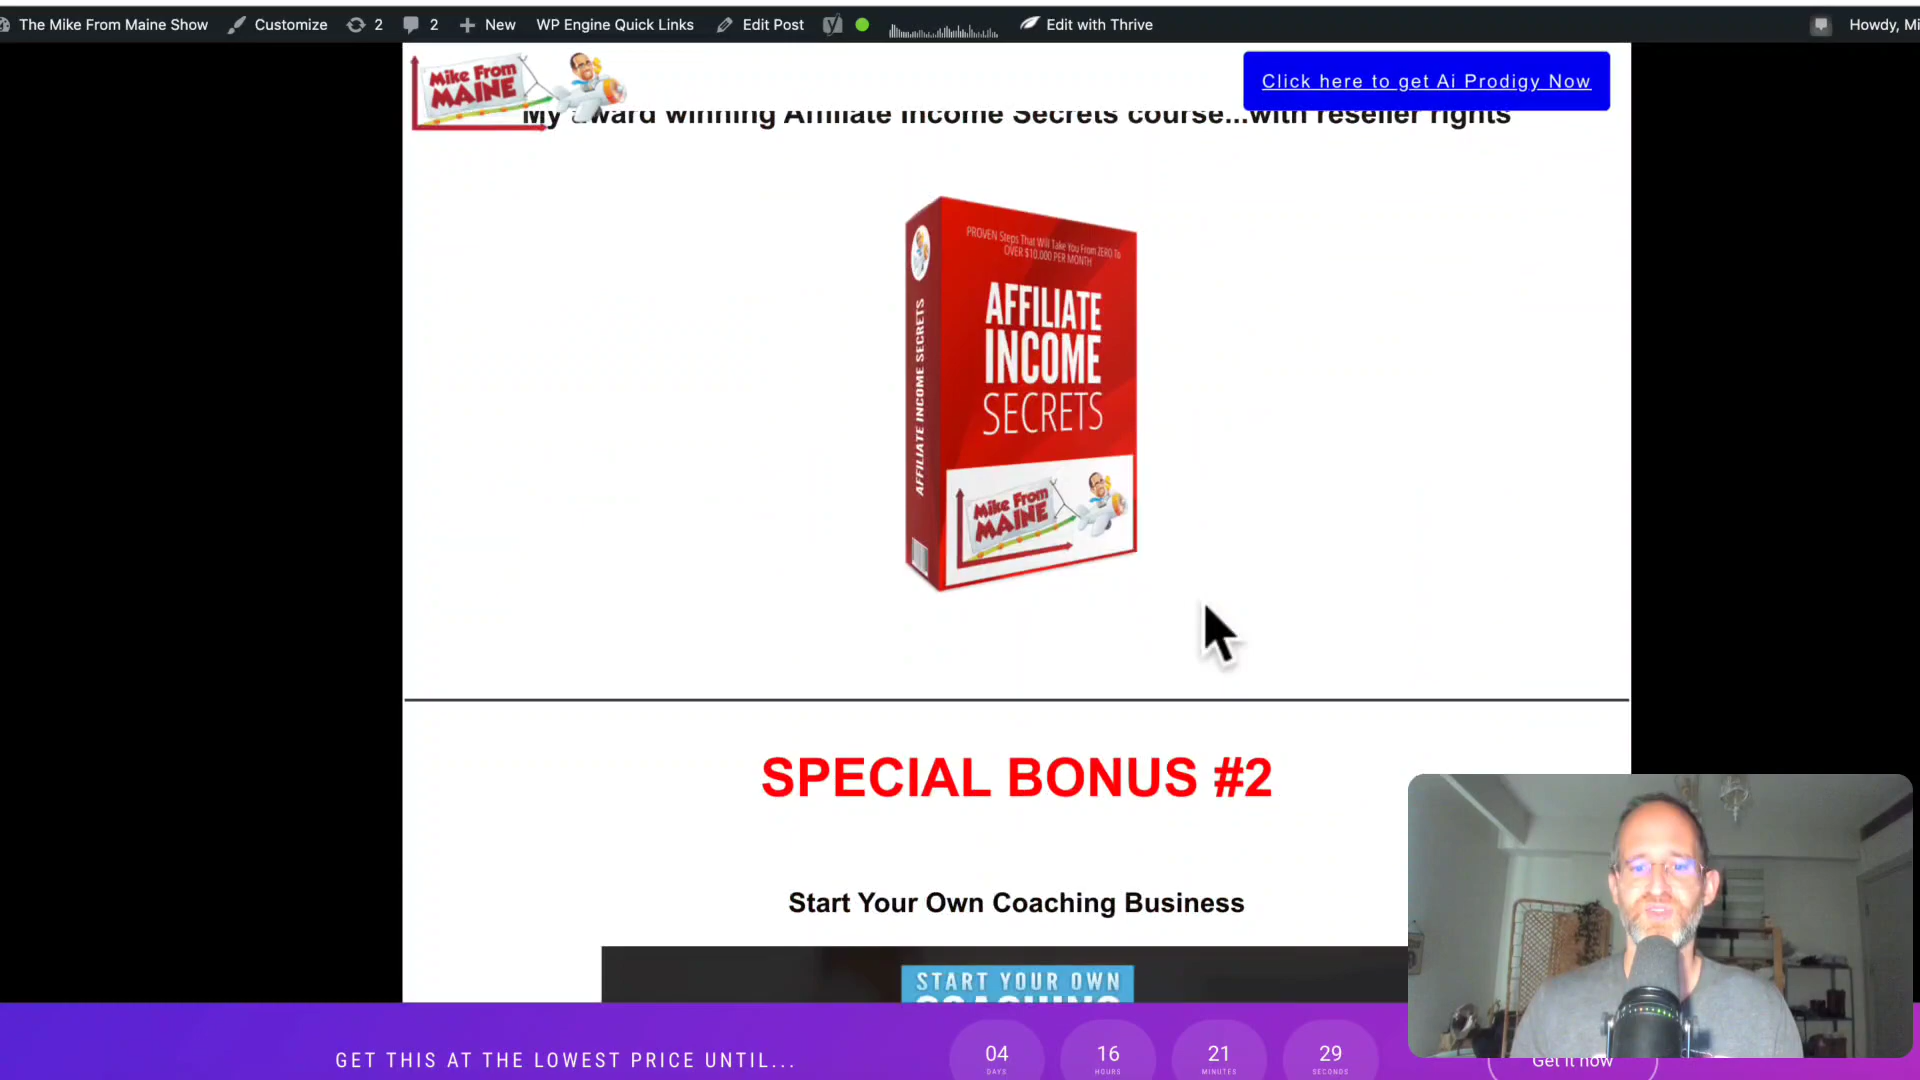 The Mike From Maine Show
Customize
2
2
New
WP Engine Quick Links
Edit Post
Edit with Thrive
Howdy, Mi
Mike From
MAINE
Click here to get Ai Prodigy Now
My award winning Affiliate Income Secrets course...with reseller rights
PROVEN Steps That Will Take You From ZERO To
OVER $10,000 PER MONTH
AFFILIATE
INCOME
SECRETS
AFFILIATE INCOME SECRETS
Mike From
MAINE
SPECIAL BONUS #2
Start Your Own Coaching Business
START YOUR OWN
COACHING
GET THIS AT THE LOWEST PRICE UNTIL...
04
DAYS
16
HOURS
21
MINUTES
29
SECONDS
Get it now